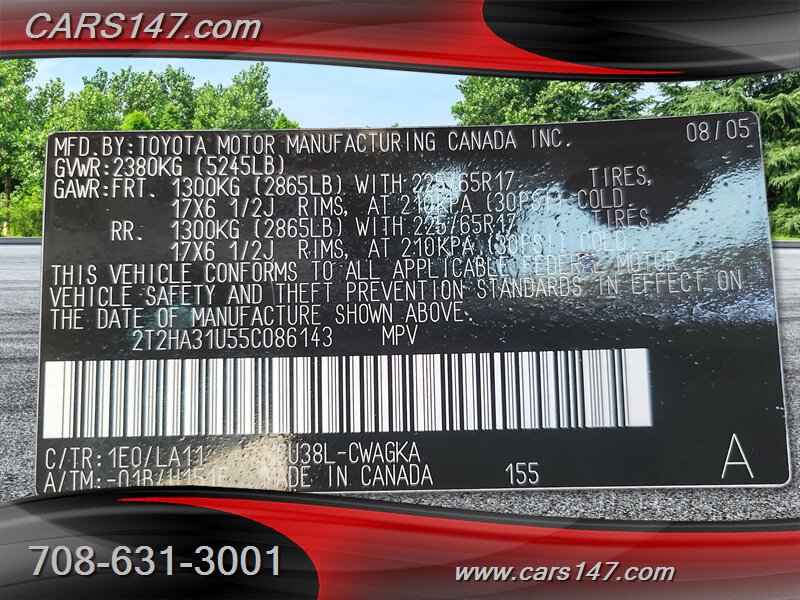 CARS147.com
MFD.BY:TOYOTA MOTOR MANUFACTURING CANADA INC. 08/05
GVWR:2380KG (5245LB)
GAWR:FRT. 1300KG (2865LB) WITH 225/65R17 TIRES,
17X6 1/2J RIMS, AT 210KPA (30PSI) COLD.
RR. 1300KG (2865LB) WITH 225/65R17 TIRES
17X6 1/2J RIMS, AT 210KPA (30PSI) COLD.
THIS VEHICLE CONFORMS TO ALL APPLICABLE FEDERAL MOTOR
VEHICLE SAFETY AND THEFT PREVENTION STANDARDS IN EFFECT ON
THE DATE OF MANUFACTURE SHOWN ABOVE.
2T2HA31U55C086143 MPV
C/TR:1E0/LA11 U38L-CWAGKA
A/TM: MADE IN CANADA 155 A
708-631-3001
www.cars147.com